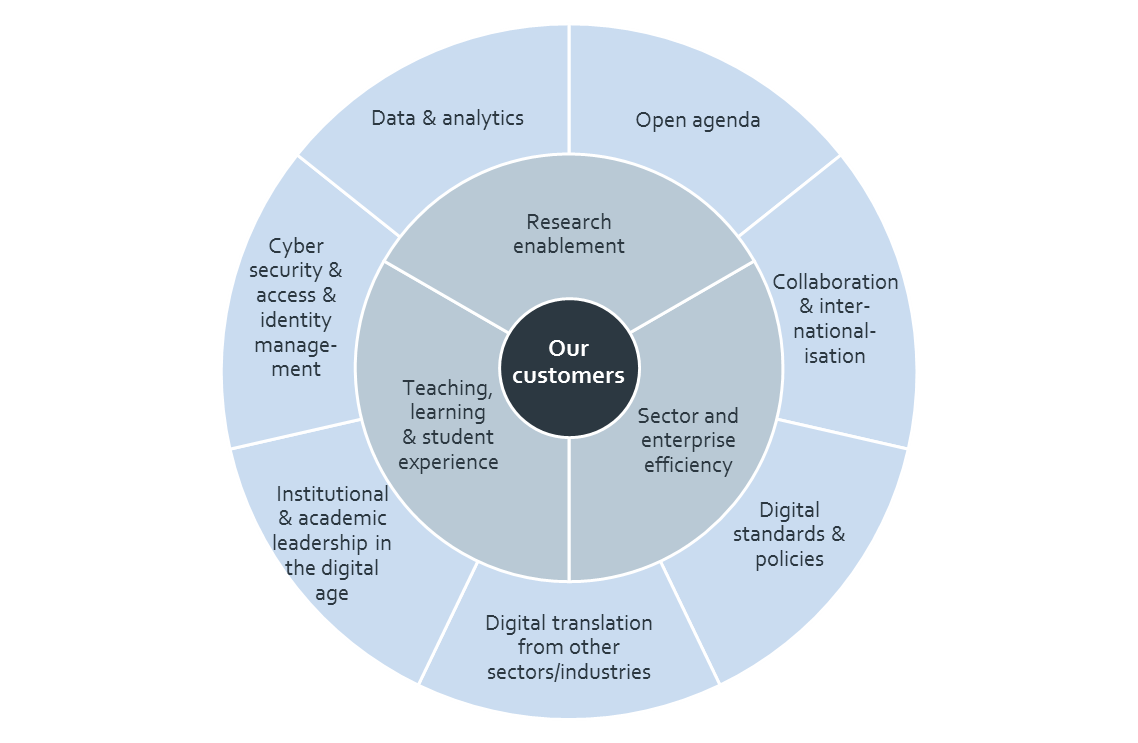 Data & analytics
Open agenda
Research
enablement
Cyber
security &
access &
identity
manage-
ment
Collaboration
& inter-
national-
isation
Our
customers
Teaching,
learning
& student
experience
Sector and
enterprise
efficiency
Institutional
& academic
leadership in
the digital
age
Digital
standards &
policies
Digital translation
from other
sectors/industries